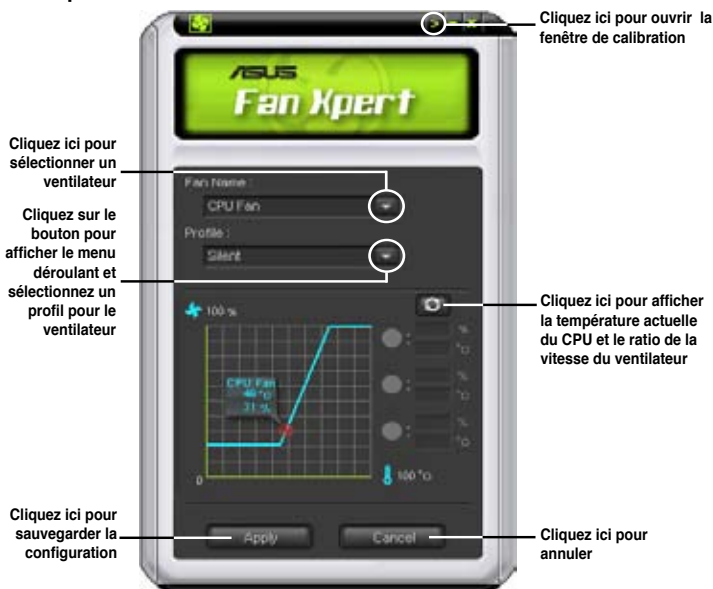 Cliquez ici pour ouvrir la
fenêtre de calibration
>
ASUS
Fan Xpert
Cliquez ici pour
sélectionner un
ventilateur
Fan Name :
CPU Fan
Cliquez sur le
bouton pour
afficher le menu
déroulant et
sélectionnez un
profil pour le
ventilateur
Profile :
Silent
Cliquez ici pour afficher
la température actuelle
du CPU et le ratio de la
vitesse du ventilateur
100 %
CPU Fan
31 %
: %
°C
: %
°C
: %
°C
0
100 °C
Cliquez ici pour
sauvegarder la
configuration
Apply
Cancel
Cliquez ici pour
annuler